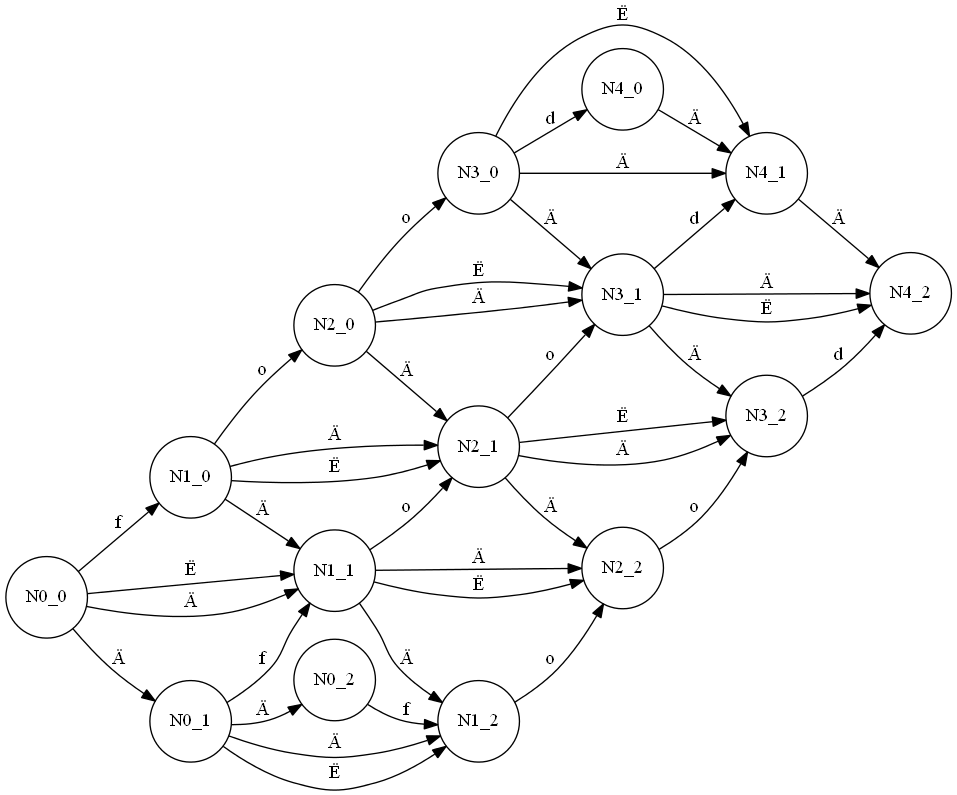 Ë
N4_0
d
Ä
N3_0
Ä
N4_1
o
Ä
d
Ä
Ë
N3_1
Ä
N4_2
N2_0
Ä
Ë
o
Ä
o
Ä
d
Ë
N3_2
Ä
N2_1
Ä
Ë
N1_0
f
Ä
o
Ä
o
Ä
N2_2
Ë
N1_1
Ë
N0_0
Ä
Ä
f
Ä
o
N0_2
Ä
f
N0_1
N1_2
Ä
Ë